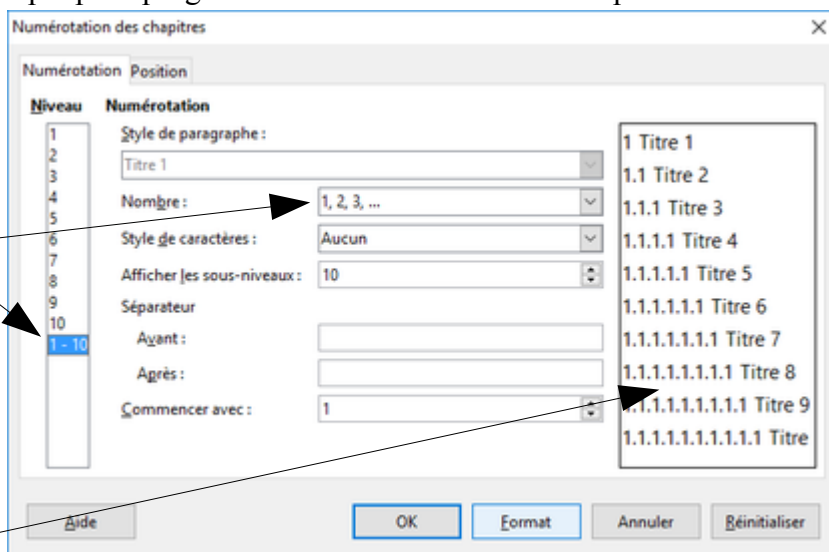 Numérotation des chapitres
Numérotation Position
Niveau Numérotation
1
2
3
4
5
6
7
8
9
10
1 - 10
Style de paragraphe :
Titre 1
Nombre : 1, 2, 3, ...
Style de caractères : Aucun
Afficher les sous-niveaux : 10
Séparateur
Avant :
Après :
Commencer avec : 1
1 Titre 1
1.1 Titre 2
1.1.1 Titre 3
1.1.1.1 Titre 4
1.1.1.1.1 Titre 5
1.1.1.1.1.1 Titre 6
1.1.1.1.1.1.1 Titre 7
1.1.1.1.1.1.1.1 Titre 8
1.1.1.1.1.1.1.1.1 Titre 9
1.1.1.1.1.1.1.1.1.1 Titre
Aide OK Format Annuler Réinitialiser